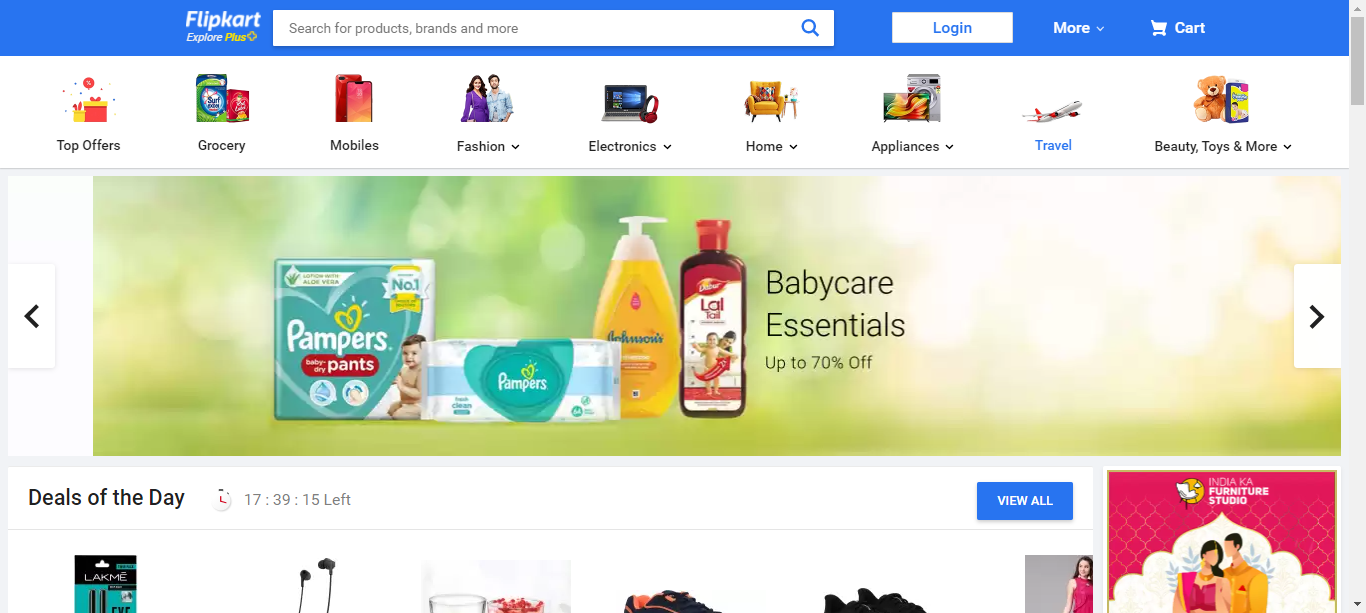 Flipkart
Explore Plus
Search for products, brands and more
Login
More
Cart
Top Offers
Grocery
Mobiles
Fashion
Electronics
Home
Appliances
Travel
Beauty, Toys & More
Surf
excel
LOTION WITH
ALOE VERA
No.1
Pampers
baby-dry
pants
Pampers
fresh
clean
64
Johnson's
Dabur
Lal
Tail
Babycare
Essentials
Up to 70% Off
Deals of the Day
17 : 39 : 15 Left
VIEW ALL
INDIA KA
FURNITURE
STUDIO
LAKMÉ
EYE